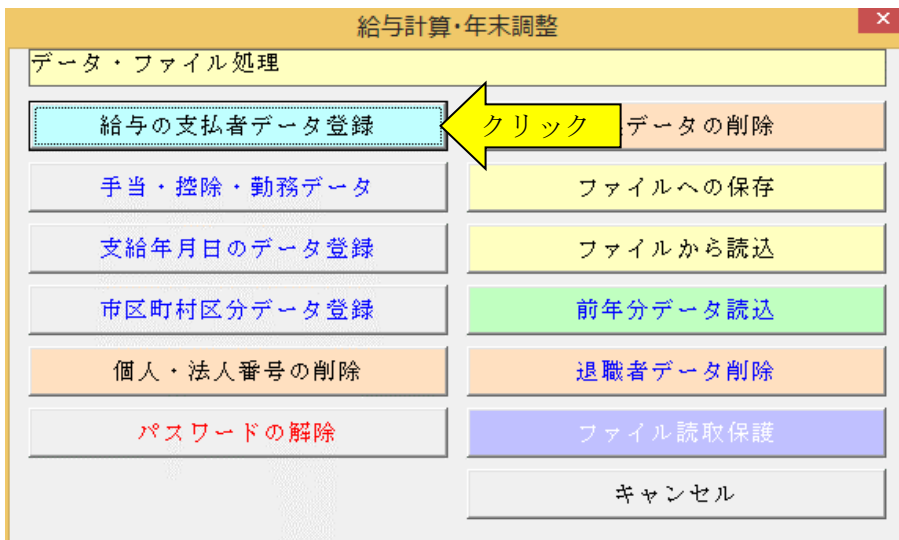 給与計算・年末調整
データ・ファイル処理
給与の支払者データ登録
クリック
データの削除
手当・控除・勤務データ
ファイルへの保存
支給年月日のデータ登録
ファイルから読込
市区町村区分データ登録
前年分データ読込
個人・法人番号の削除
退職者データ削除
パスワードの解除
ファイル読取保護
キャンセル